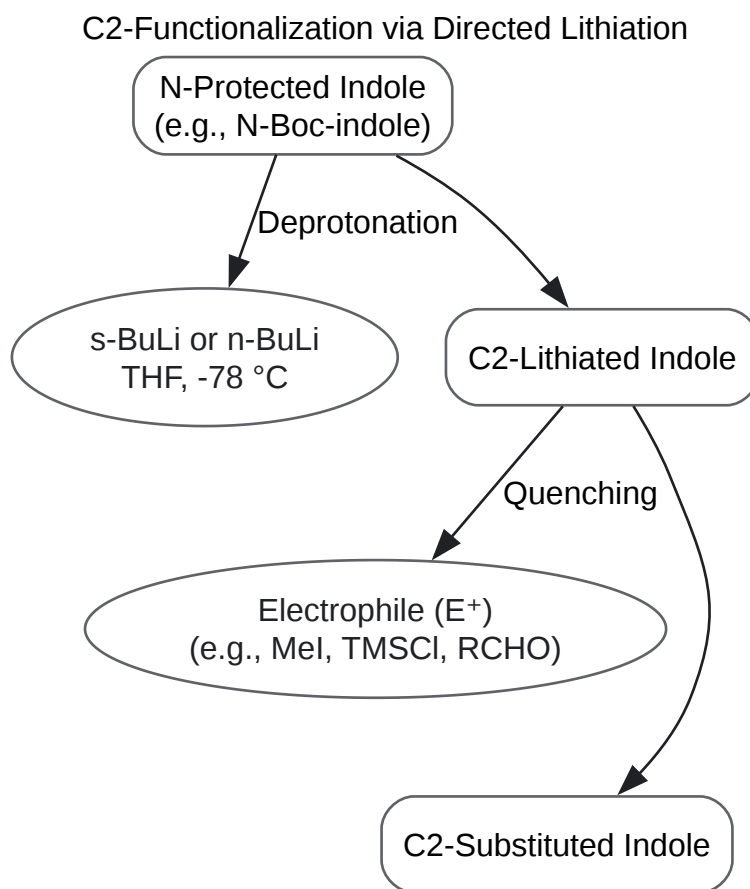 C2-Functionalization via Directed Lithiation
N-Protected Indole
(e.g., N-Boc-indole)
Deprotonation
s-BuLi or n-BuLi
THF, -78 °C
C2-Lithiated Indole
Quenching
Electrophile (E⁺)
(e.g., MeI, TMSCl, RCHO)
C2-Substituted Indole